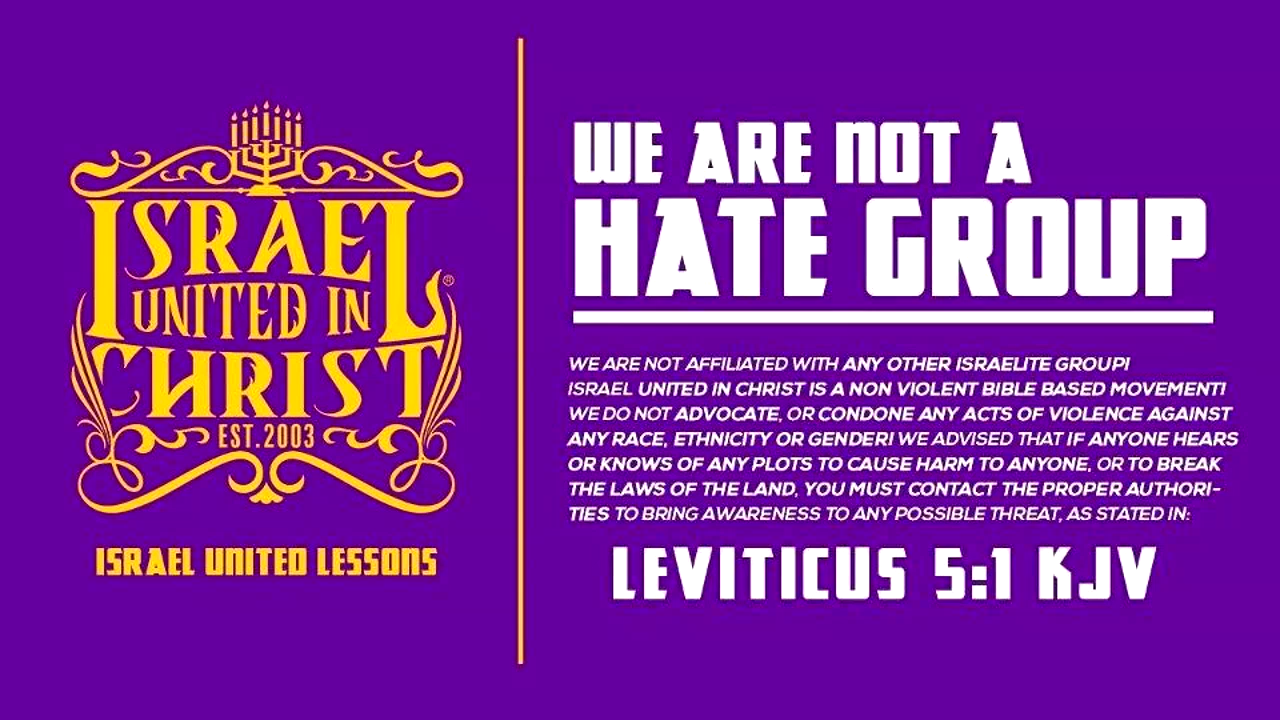 ISRAEL
UNITED IN
CHRIST
EST.2003
ISRAEL UNITED LESSONS
WE ARE NOT A
HATE GROUP
WE ARE NOT AFFILIATED WITH ANY OTHER ISRAELITE GROUP!
ISRAEL UNITED IN CHRIST IS A NON VIOLENT BIBLE BASED MOVEMENT!
WE DO NOT ADVOCATE, OR CONDONE ANY ACTS OF VIOLENCE AGAINST
ANY RACE, ETHNICITY OR GENDER! WE ADVISED THAT IF ANYONE HEARS
OR KNOWS OF ANY PLOTS TO CAUSE HARM TO ANYONE, OR TO BREAK
THE LAWS OF THE LAND, YOU MUST CONTACT THE PROPER AUTHORI-
TIES TO BRING AWARENESS TO ANY POSSIBLE THREAT, AS STATED IN:
LEVITICUS 5:1 KJV